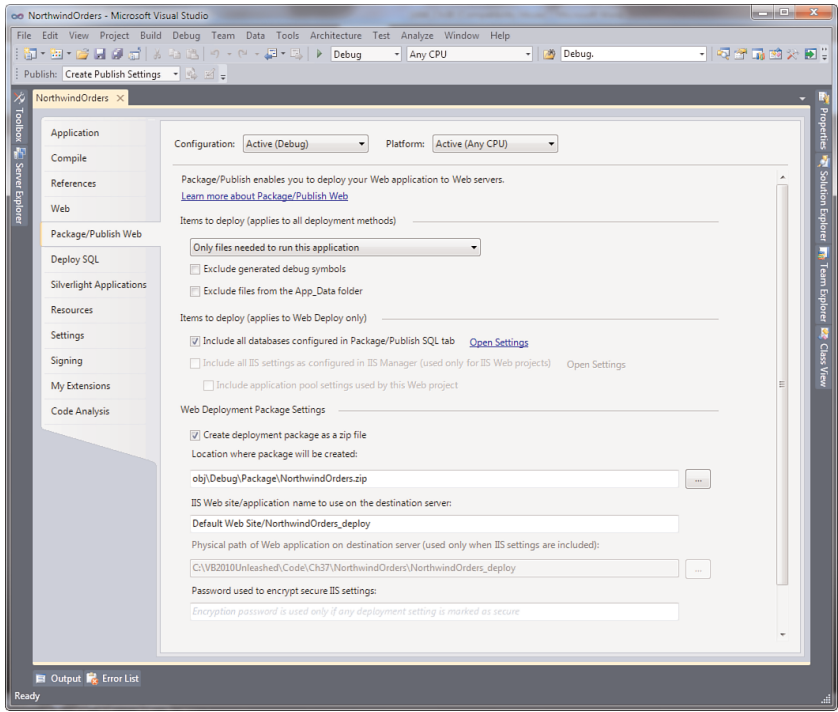 NorthwindOrders - Microsoft Visual Studio
File Edit View Project Build Debug Team Data Tools Architecture Test Analyze Window Help
Debug Any CPU Debug.
Publish: Create Publish Settings
NorthwindOrders
Toolbox
Server Explorer
Application
Compile
References
Web
Package/Publish Web
Deploy SQL
Silverlight Applications
Resources
Settings
Signing
My Extensions
Code Analysis
Configuration: Active (Debug) Platform: Active (Any CPU)
Package/Publish enables you to deploy your Web application to Web servers.
Learn more about Package/Publish Web
Items to deploy (applies to all deployment methods)
Only files needed to run this application
Exclude generated debug symbols
Exclude files from the App_Data folder
Items to deploy (applies to Web Deploy only)
Include all databases configured in Package/Publish SQL tab Open Settings
Include all IIS settings as configured in IIS Manager (used only for IIS Web projects) Open Settings
Include application pool settings used by this Web project
Web Deployment Package Settings
Create deployment package as a zip file
Location where package will be created:
obj\Debug\Package\NorthwindOrders.zip ...
IIS Web site/application name to use on the destination server:
Default Web Site/NorthwindOrders_deploy
Physical path of Web application on destination server (used only when IIS settings are included):
C:\VB2010Unleashed\Code\Ch37\NorthwindOrders\NorthwindOrders_deploy ...
Password used to encrypt secure IIS settings:
Encryption password is used only if any deployment setting is marked as secure
Properties
Solution Explorer
Team Explorer
Class View
Output Error List
Ready